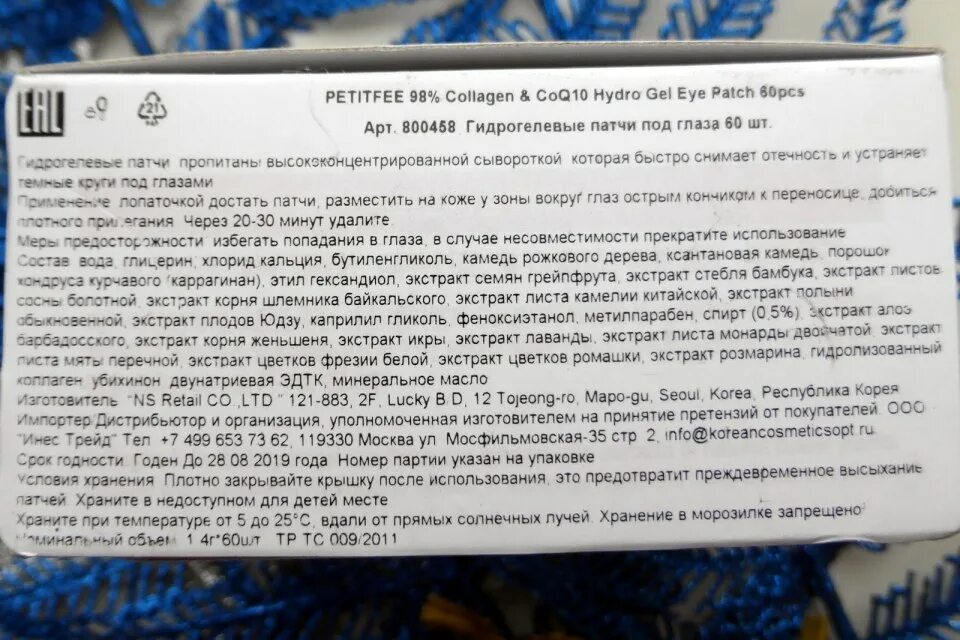 EAC
21
PETITFEE 98% Collagen & CoQ10 Hydro Gel Eye Patch 60pcs
Арт. 800458 Гидрогелевые патчи под глаза 60 шт.
Гидрогелевые патчи пропитаны высококонцентрированной сывороткой которая быстро снимает отечность и устраняет
темные круги под глазами
Применение лопаточкой достать патчи, разместить на коже у зоны вокруг глаз острым кончиком к переносице, добиться
плотного прилегания Через 20-30 минут удалите.
Меры предосторожности избегать попадания в глаза, в случае несовместимости прекратите использование
Состав вода, глицерин, хлорид кальция, бутиленгликоль, камедь рожкового дерева, ксантановая камедь, порошок
хондруса курчавого (каррагинан), этил гександиол, экстракт семян грейпфрута, экстракт стебля бамбука, экстракт листов
сосны болотной, экстракт корня шлемника байкальского, экстракт листа камелии китайской, экстракт полыни
обыкновенной, экстракт плодов Юдзу, каприлил гликоль, феноксиэтанол, метилпарабен, спирт (0.5%). Экстракт алоэ
барбадосского, экстракт корня женьшеня, экстракт икры, экстракт лаванды, экстракт листа монарды двойчатой, экстракт
листа мяты перечной, экстракт цветков фрезии белой, экстракт цветков ромашки, экстракт розмарина, гидролизованный
коллаген, убихинон двунатриевая ЭДТК, минеральное масло
Изготовитель "NS Retail CO.,LTD " 121-883, 2F, Lucky B.D, 12 Tojeong-ro, Mapo-gu, Seoul, Korea, Республика Корея
Импортер/Дистрибьютор и организация, уполномоченная изготовителем на принятие претензий от покупателей. ООО
"Инес Трейд" Тел +7 499 653 73 62, 119330 Москва ул Мосфильмовская-35 стр 2, info@koreancosmeticsopt.ru
Срок годности. Годен До 28 08 2019 года Номер партии указан на упаковке
Условия хранения Плотно закрывайте крышку после использования, это предотвратит преждевременное высыхание
патчей Храните в недоступном для детей месте
Храните при температуре от 5 до 25°С, вдали от прямых солнечных лучей. Хранение в морозилке запрещено
Номинальный объем 1.4г*60шт ТР ТС 009/2011